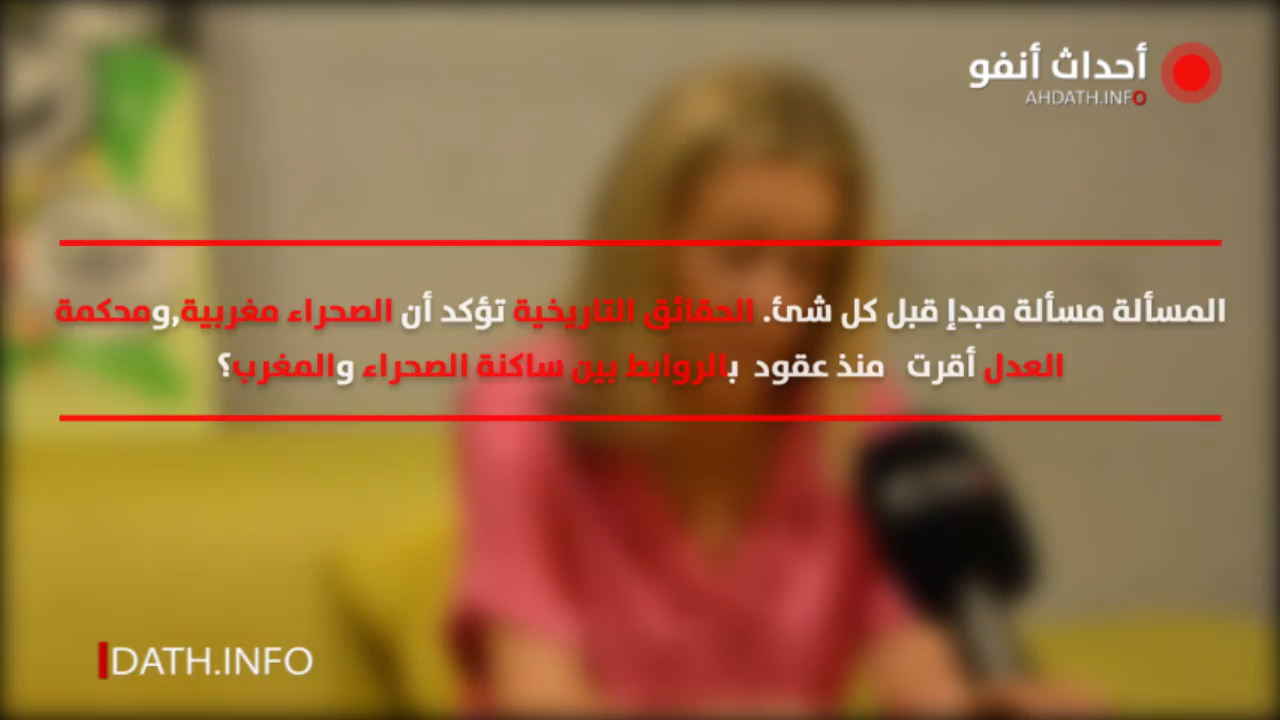 أحداث أنفو
AHDATH.INFO
المسألة مسألة مبدإ قبل كل شئ. الحقائق التاريخية تؤكد أن الصحراء مغربية,ومحكمة
العدل أقرت منذ عقود بالروابط بين ساكنة الصحراء والمغرب؟
DATH.INFO